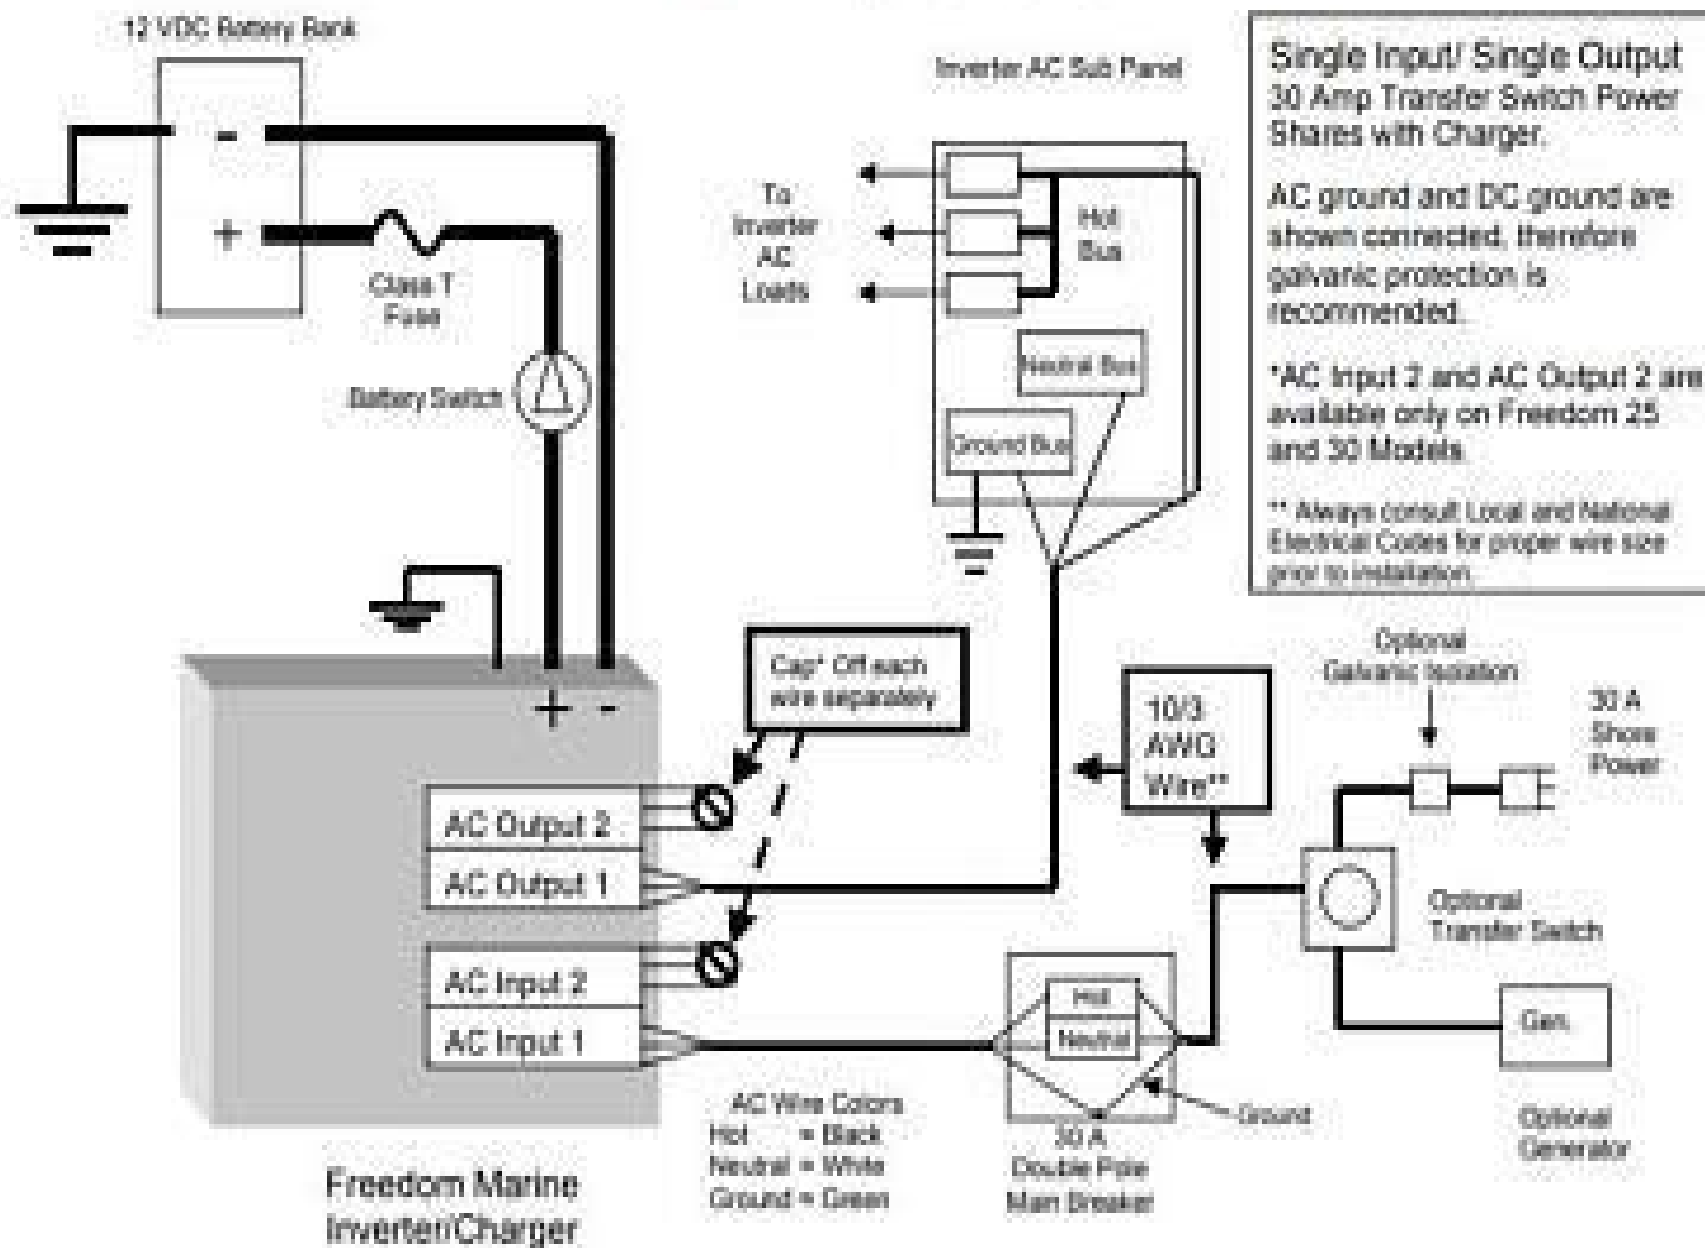 12 VDC Battery Bank
-
+
Class T
Fuse
Battery Switch
Inverter AC Sub Panel
To
Inverter
AC
Loads
Hot
Bus
Neutral Bus
Ground Bus
Single Input/ Single Output
30 Amp Transfer Switch Power
Shares with Charger.
AC ground and DC ground are
shown connected, therefore
galvanic protection is
recommended.
*AC Input 2 and AC Output 2 are
available only on Freedom 25
and 30 Models.
** Always consult Local and National
Electrical Codes for proper wire size
prior to installation.
+ -
Cap* Off each
wire separately
10/3
AWG
Wire**
Optional
Galvanic Isolation
30 A
Shore
Power
AC Output 2
AC Output 1
AC Input 2
AC Input 1
Optional
Transfer Switch
Hot
Neutral
Gen.
Ground
Optional
Generator
AC Wire Colors
Hot = Black
Neutral = White
Ground = Green
30 A
Double Pole
Main Breaker
Freedom Marine
Inverter/Charger